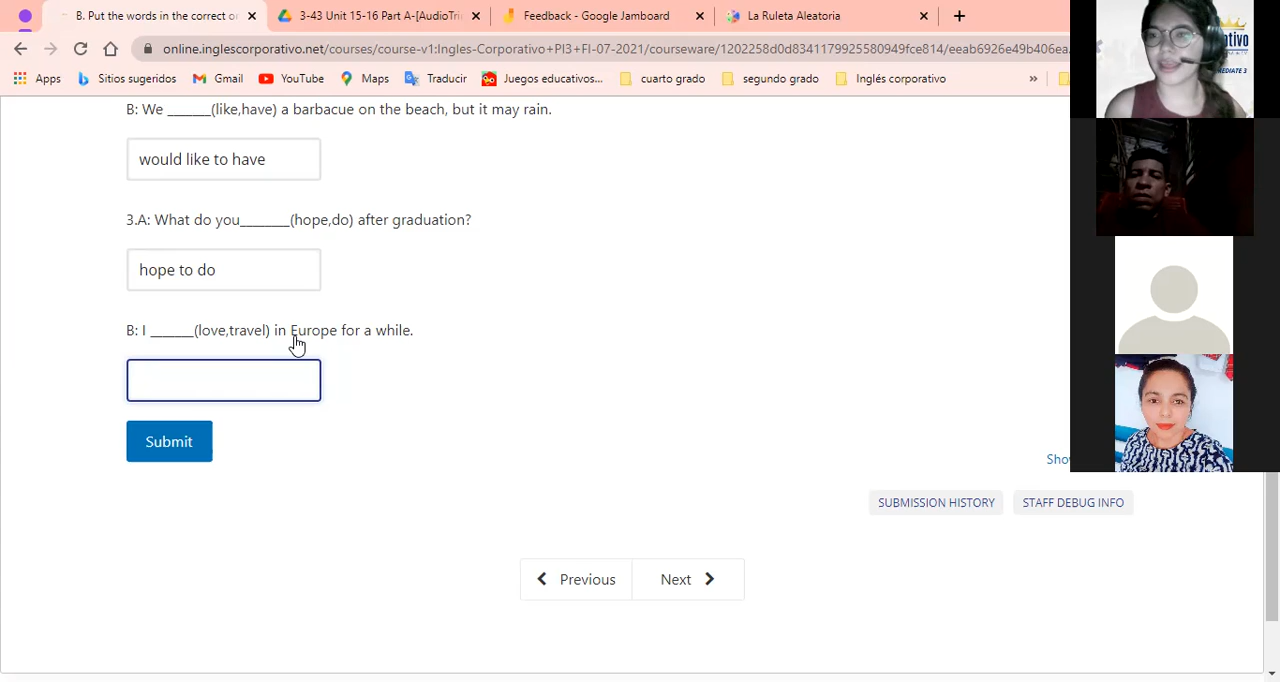 B. Put the words in the correct or
3-43 Unit 15-16 Part A-[AudioTri
Feedback - Google Jamboard
La Ruleta Aleatoria
online.inglescorporativo.net/courses/course-v1:Ingles-Corporativo+PI3+FI-07-2021/courseware/1202258d0d8341179925580949fce814/eeab6926e49b406ea
Apps
Sitios sugeridos
Gmail
YouTube
Maps
Traducir
Juegos educativos...
cuarto grado
segundo grado
Inglés corporativo
B: We ______(like,have) a barbacue on the beach, but it may rain.
would like to have
3.A: What do you_______(hope,do) after graduation?
hope to do
B: I ______(love,travel) in Europe for a while.
Submit
SUBMISSION HISTORY
STAFF DEBUG INFO
Previous
Next